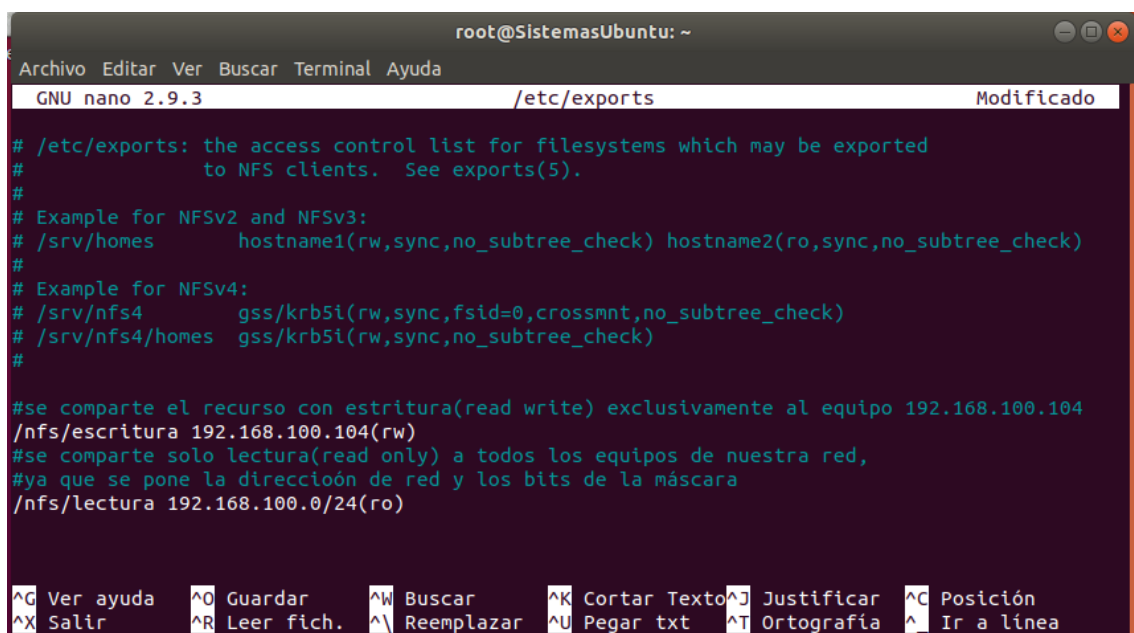 root@SistemasUbuntu: ~
Archivo Editar Ver Buscar Terminal Ayuda
GNU nano 2.9.3 /etc/exports Modificado
# /etc/exports: the access control list for filesystems which may be exported
# to NFS clients. See exports(5).
#
# Example for NFSv2 and NFSv3:
# /srv/homes hostname1(rw,sync,no_subtree_check) hostname2(ro,sync,no_subtree_check)
#
# Example for NFSv4:
# /srv/nfs4 gss/krb5i(rw,sync,fsid=0,crossmnt,no_subtree_check)
# /srv/nfs4/homes gss/krb5i(rw,sync,no_subtree_check)
#
#se comparte el recurso con estritura(read write) exclusivamente al equipo 192.168.100.104
/nfs/escritura 192.168.100.104(rw)
#se comparte solo lectura(read only) a todos los equipos de nuestra red,
#ya que se pone la direccioón de red y los bits de la máscara
/nfs/lectura 192.168.100.0/24(ro)
^G Ver ayuda ^O Guardar ^W Buscar ^K Cortar Texto ^J Justificar ^C Posición
^X Salir ^R Leer fich. ^\ Reemplazar ^U Pegar txt ^T Ortografía ^_ Ir a línea